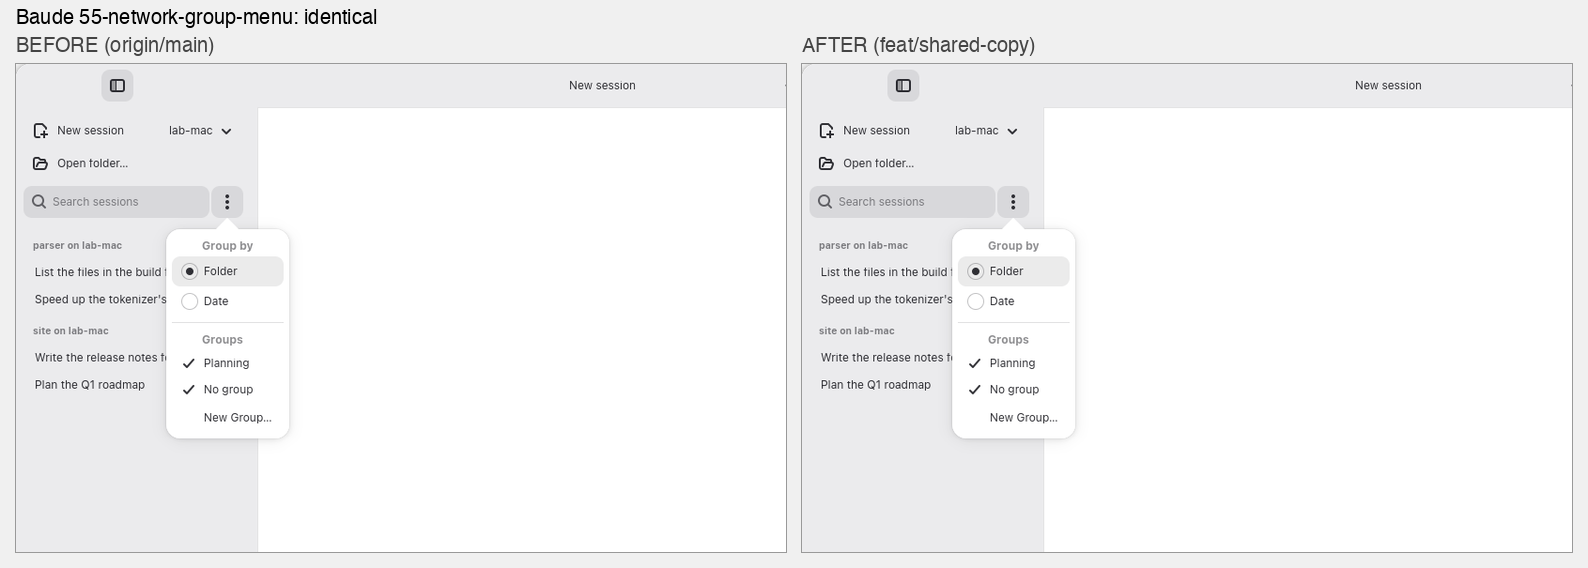 Baude 55-network-group-menu: identical
BEFORE (origin/main)
New session
New session
lab-mac
Open folder...
Search sessions
parser on lab-mac
List the files in the build
Speed up the tokenizer's
site on lab-mac
Write the release notes
Plan the Q1 roadmap
Group by
Folder
Date
Groups
Planning
No group
New Group...
AFTER (feat/shared-copy)
New session
New session
lab-mac
Open folder...
Search sessions
parser on lab-mac
List the files in the build
Speed up the tokenizer's
site on lab-mac
Write the release notes
Plan the Q1 roadmap
Group by
Folder
Date
Groups
Planning
No group
New Group...